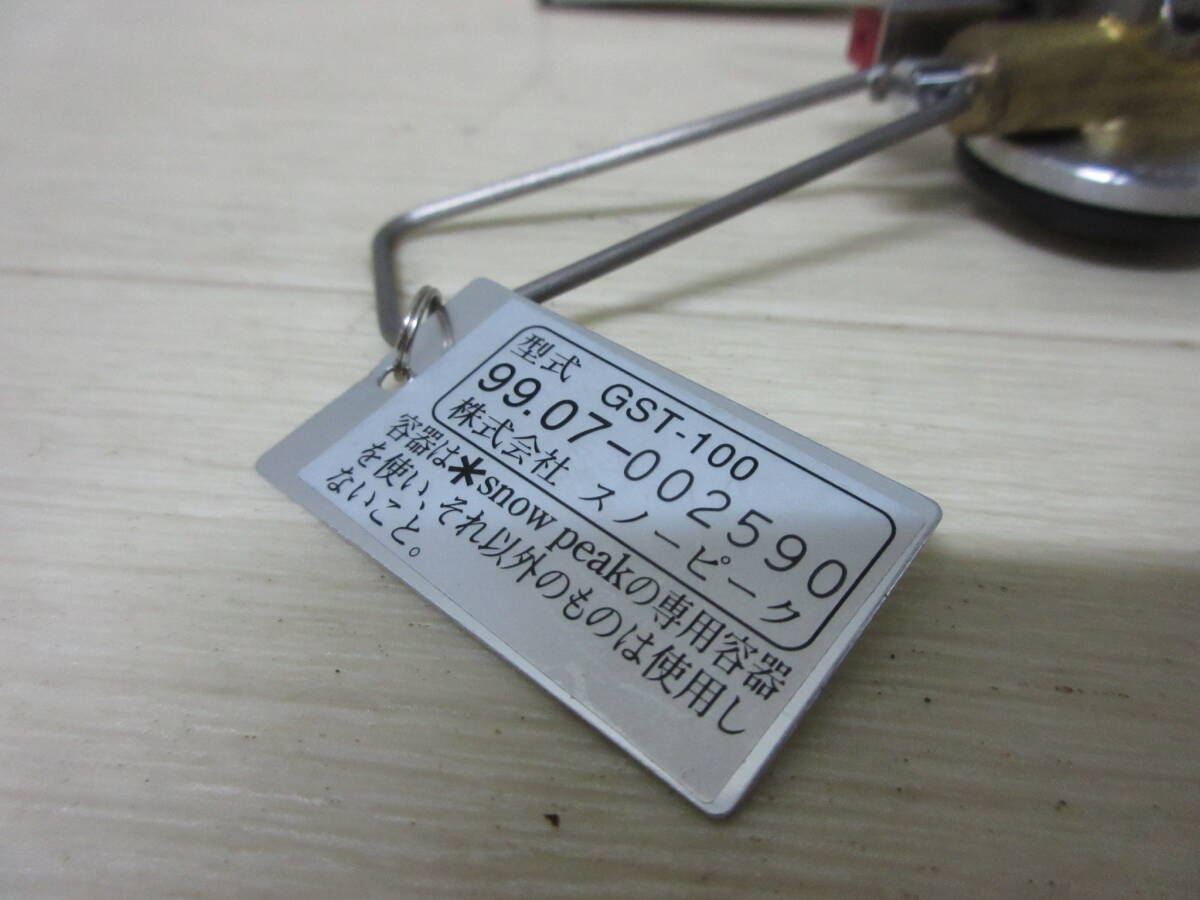 型式 GST-100
99.07-002590
株式会社 スノーピーク
容器は*snow peakの専用容器
を使い、それ以外のものは使用し
ないこと。